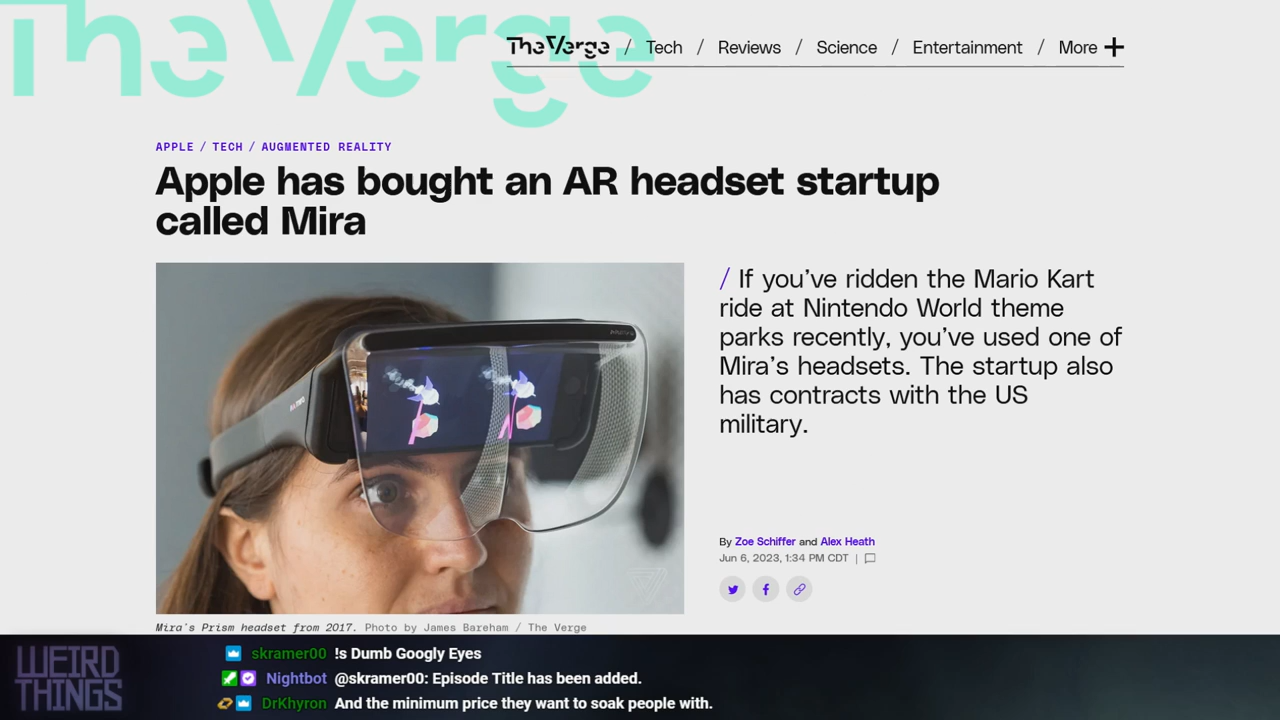 The Verge
TheVerge / Tech / Reviews / Science / Entertainment / More +
APPLE / TECH / AUGMENTED REALITY
Apple has bought an AR headset startup
called Mira
/ If you’ve ridden the Mario Kart
ride at Nintendo World theme
parks recently, you’ve used one of
Mira’s headsets. The startup also
has contracts with the US
military.
By Zoe Schiffer and Alex Heath
Jun 6, 2023, 1:34 PM CDT |
Mira’s Prism headset from 2017. Photo by James Bareham / The Verge
WEIRD
THINGS
skramer00 !s Dumb Googly Eyes
Nightbot @skramer00: Episode Title has been added.
DrKhyron And the minimum price they want to soak people with.